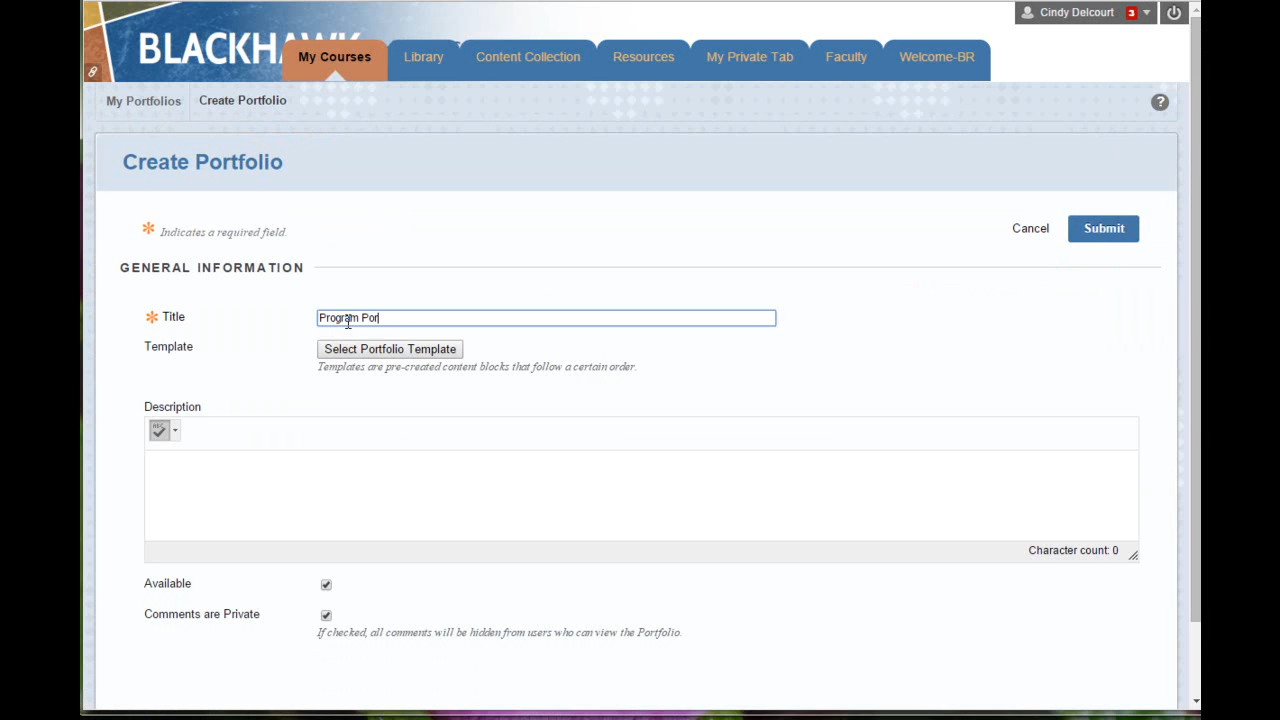 Cindy Delcourt 3
BLACKHAWK
My Courses Library Content Collection Resources My Private Tab Faculty Welcome-BR
My Portfolios Create Portfolio ?
Create Portfolio
* Indicates a required field. Cancel Submit
GENERAL INFORMATION
* Title Program Por
Template Select Portfolio Template
Templates are pre-created content blocks that follow a certain order.
Description
ABC
Character count: 0
Available
Comments are Private
If checked, all comments will be hidden from users who can view the Portfolio.